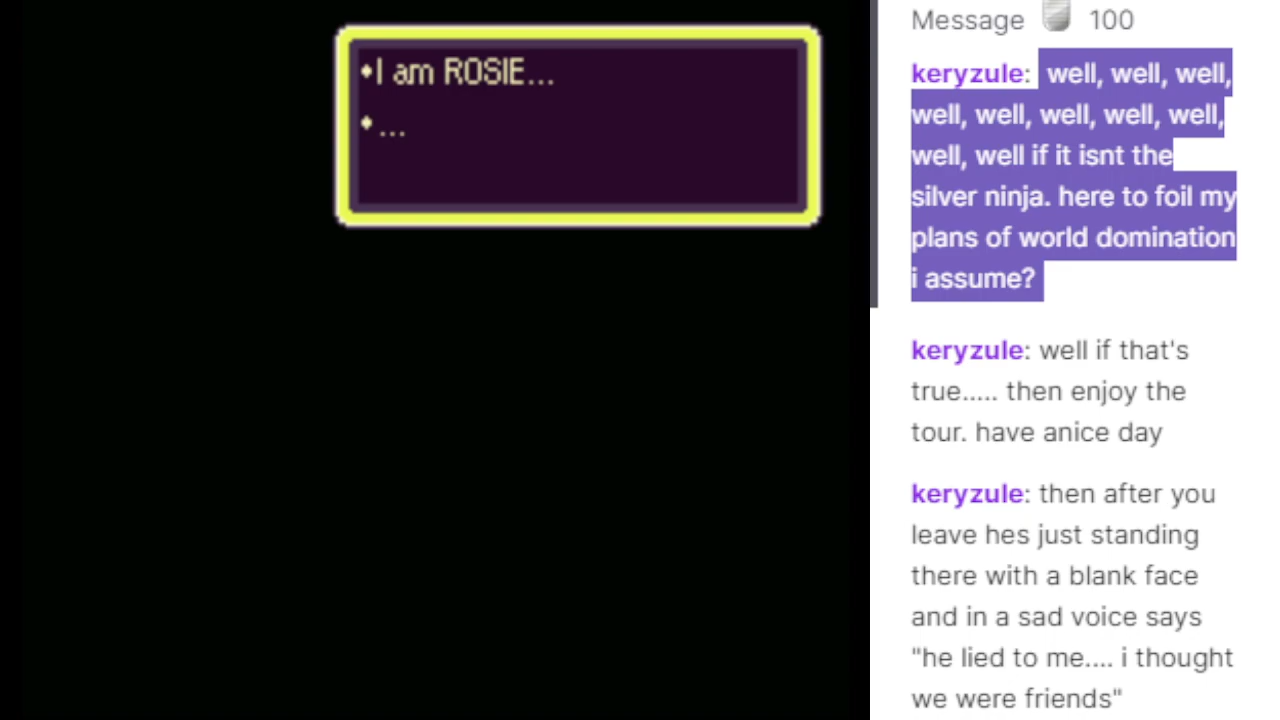 •I am ROSIE...
•...
Message 100
keryzule: well, well, well,
well, well, well, well, well,
well, well if it isnt the
silver ninja. here to foil my
plans of world domination
i assume?
keryzule: well if that's
true..... then enjoy the
tour. have anice day
keryzule: then after you
leave hes just standing
there with a blank face
and in a sad voice says
"he lied to me.... i thought
we were friends"